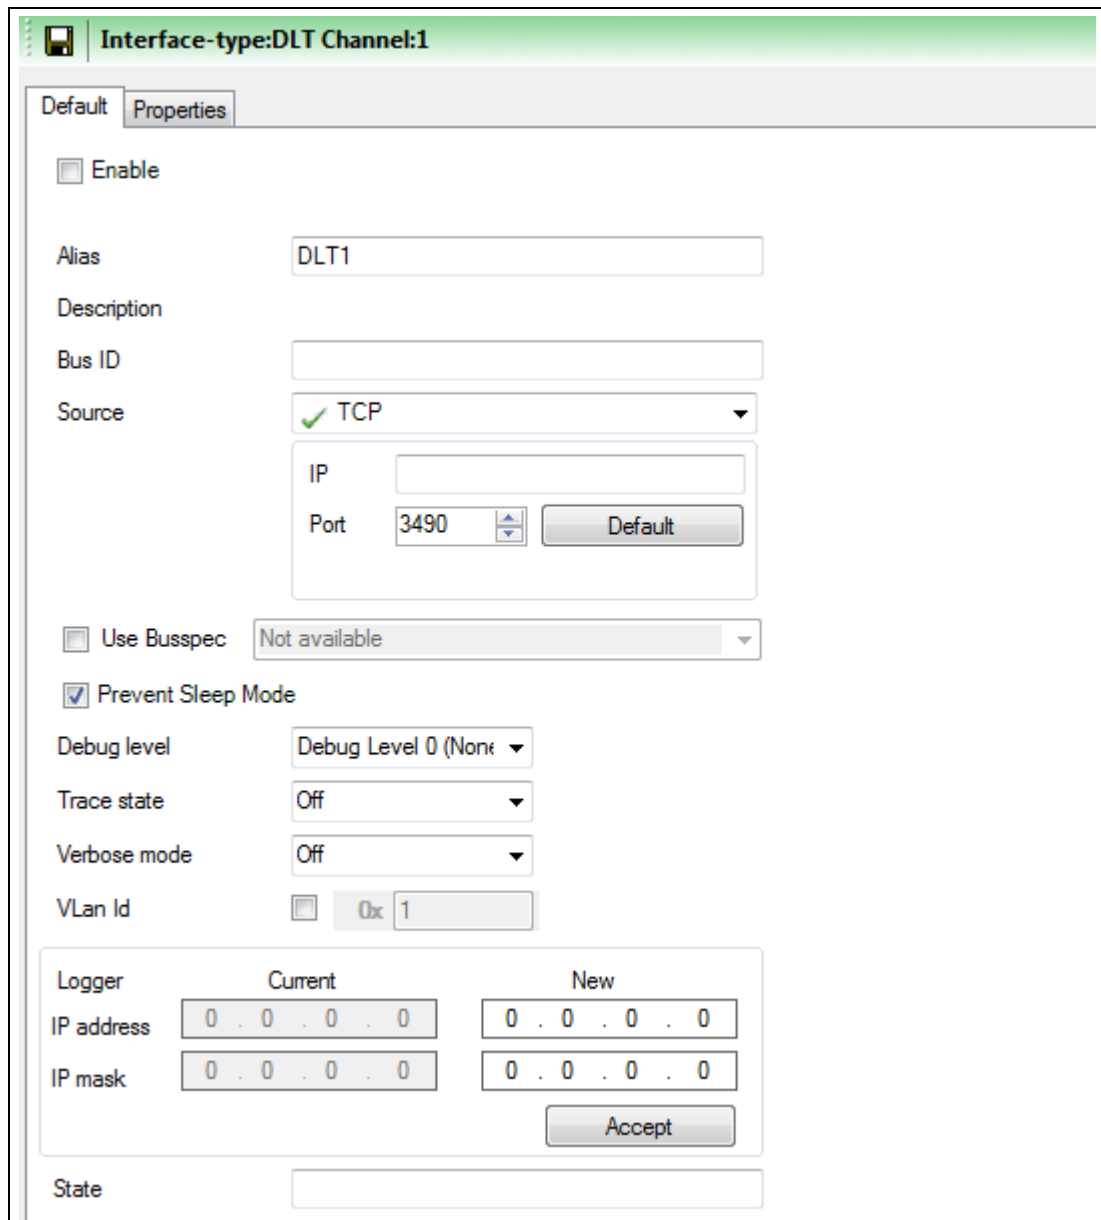 Interface-type:DLT Channel:1
Default Properties
Enable
Alias DLT1
Description
Bus ID
Source TCP
IP
Port 3490 Default
Use Busspec Not available
Prevent Sleep Mode
Debug level Debug Level 0 (None
Trace state Off
Verbose mode Off
VLan Id 0x 1
Logger Current New
IP address 0 . 0 . 0 . 0 0 . 0 . 0 . 0
IP mask 0 . 0 . 0 . 0 0 . 0 . 0 . 0
Accept
State